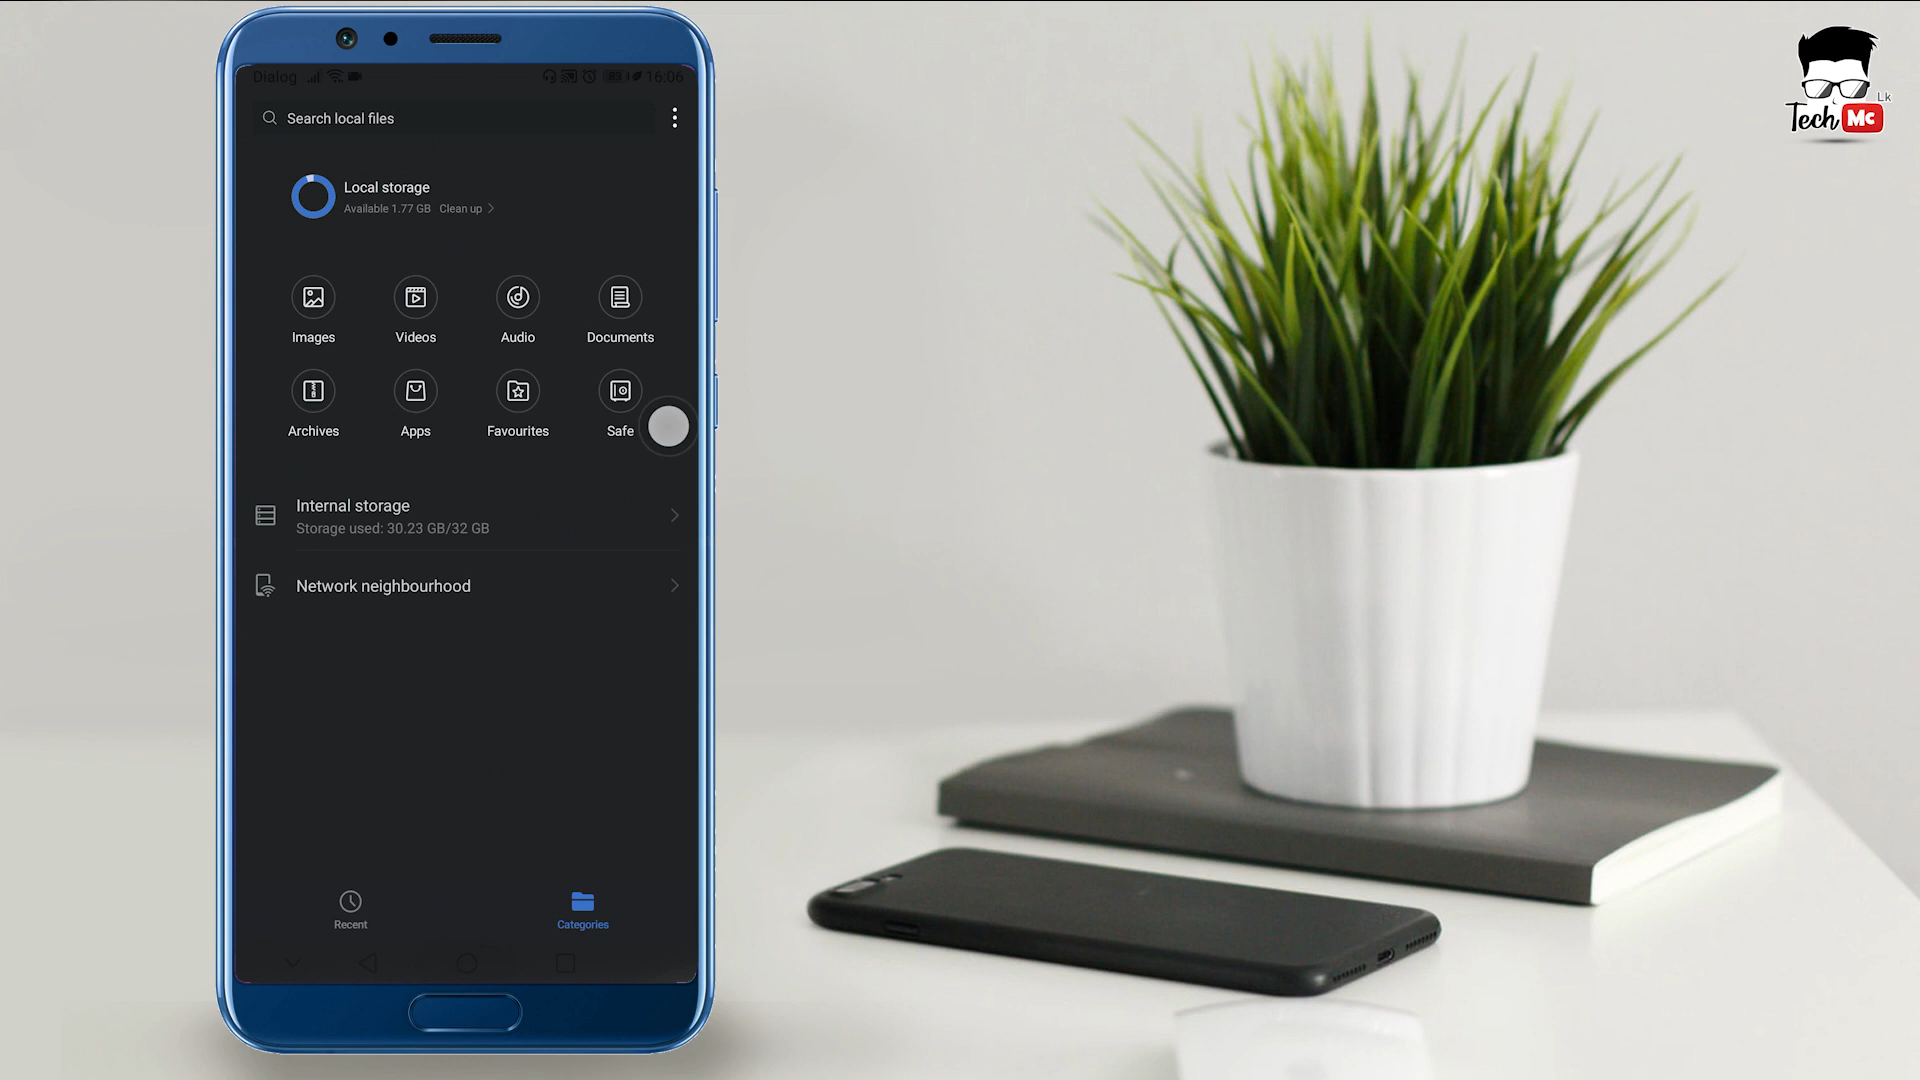 Dialog 83 16:06
Search local files
Local storage
Available 1.77 GB Clean up
Images Videos Audio Documents
Archives Apps Favourites Safe
Internal storage
Storage used: 30.23 GB/32 GB
Network neighbourhood
Recent Categories
Lk
Tech Mc